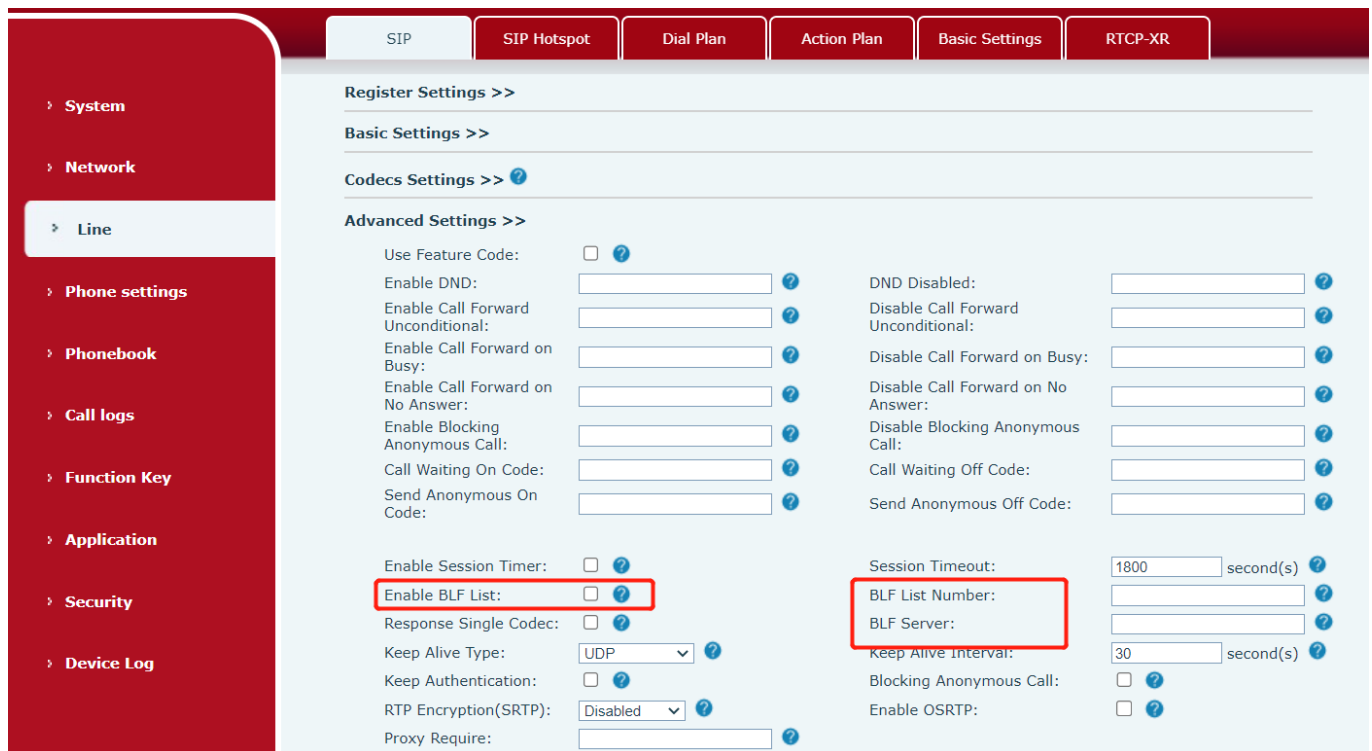 SIP
SIP Hotspot
Dial Plan
Action Plan
Basic Settings
RTCP-XR
System
Network
Line
Phone settings
Phonebook
Call logs
Function Key
Application
Security
Device Log
Register Settings >>
Basic Settings >>
Codecs Settings >> ?
Advanced Settings >>
Use Feature Code: ?
Enable DND: ? DND Disabled: ?
Enable Call Forward
Unconditional: ? Disable Call Forward
Unconditional: ?
Enable Call Forward on
Busy: ? Disable Call Forward on Busy: ?
Enable Call Forward on
No Answer: ? Disable Call Forward on No
Answer: ?
Enable Blocking
Anonymous Call: ? Disable Blocking Anonymous
Call: ?
Call Waiting On Code: ? Call Waiting Off Code: ?
Send Anonymous On
Code: ? Send Anonymous Off Code: ?
Enable Session Timer: ? Session Timeout: 1800 second(s) ?
Enable BLF List: ? BLF List Number: ?
Response Single Codec: ? BLF Server: ?
Keep Alive Type: UDP ? Keep Alive Interval: 30 second(s) ?
Keep Authentication: ? Blocking Anonymous Call: ?
RTP Encryption(SRTP): Disabled ? Enable OSRTP: ?
Proxy Require: ?